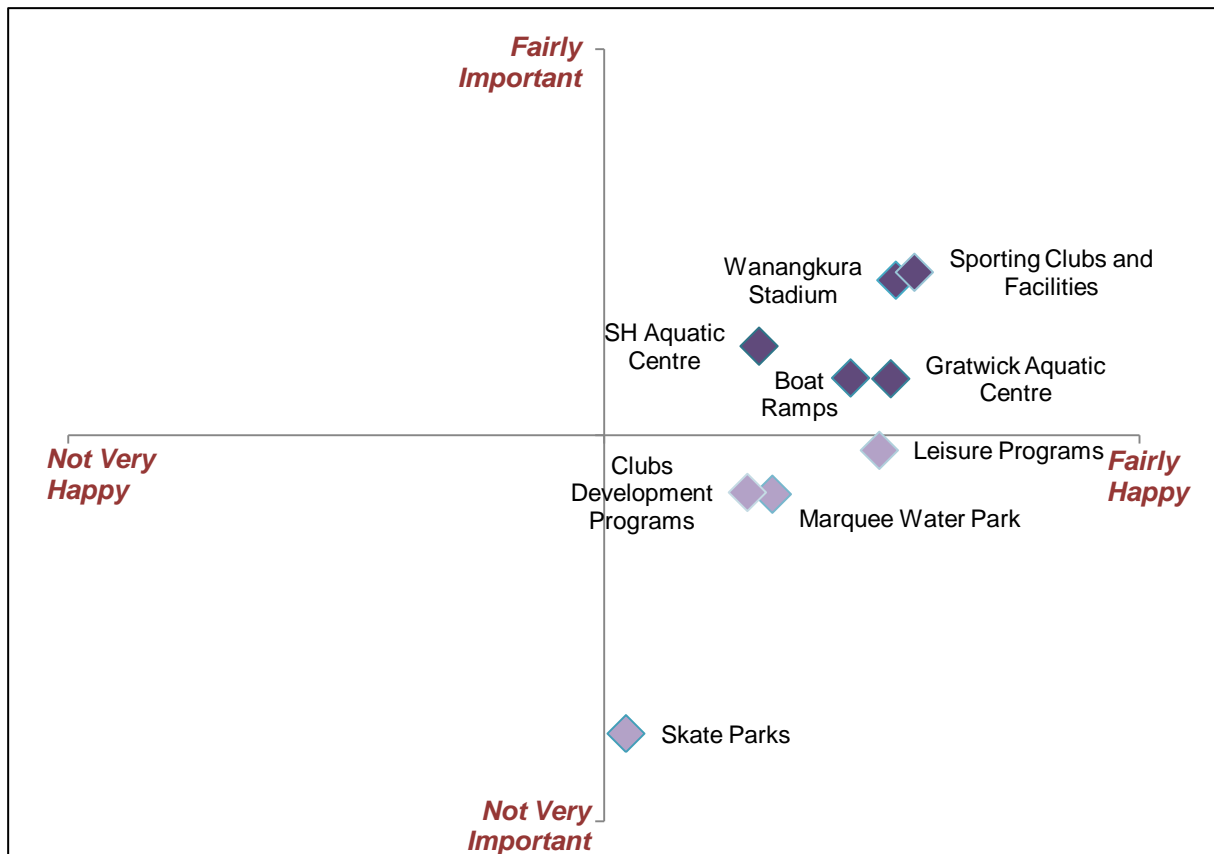 Fairly
Important
Wanangkura
Stadium
Sporting Clubs and
Facilities
SH Aquatic
Centre
Boat
Ramps
Gratwick Aquatic
Centre
Not Very
Happy
Leisure Programs
Fairly
Happy
Clubs
Development
Programs
Marquee Water Park
Skate Parks
Not Very
Important